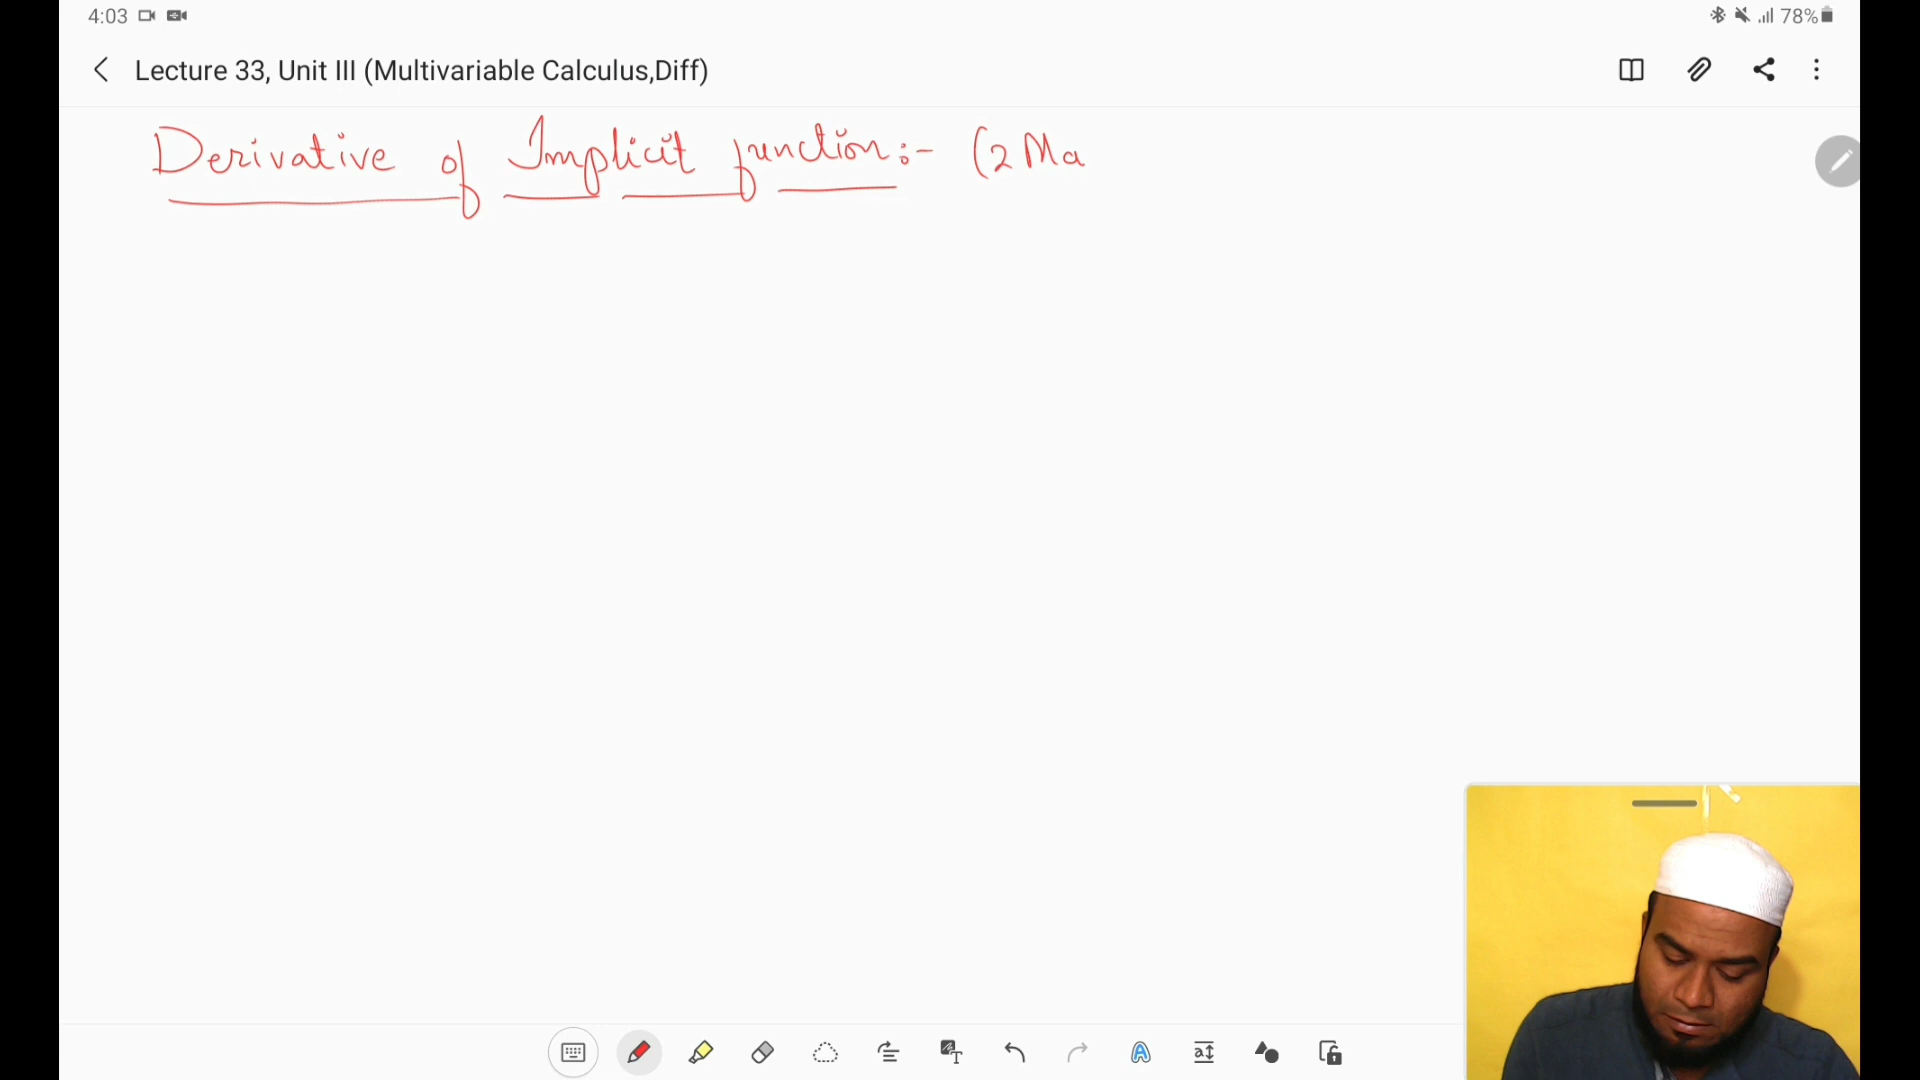 4:03 78%
Lecture 33, Unit III (Multivariable Calculus,Diff)
Derivative of Implicit function:- (2 Ma